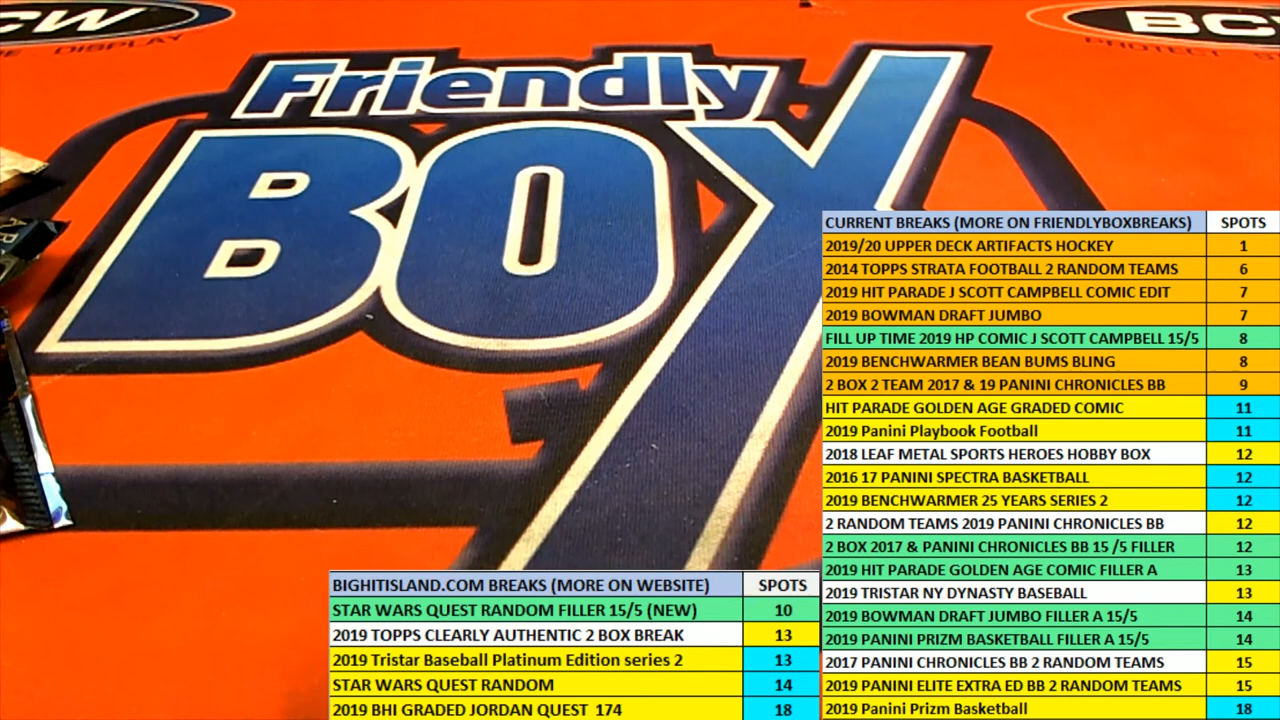 CW
DISPLAY
BC
PROTECT
Friendly
BOY
CURRENT BREAKS (MORE ON FRIENDLYBOXBREAKS) SPOTS
2019/20 UPPER DECK ARTIFACTS HOCKEY 1
2014 TOPPS STRATA FOOTBALL 2 RANDOM TEAMS 6
2019 HIT PARADE J SCOTT CAMPBELL COMIC EDIT 7
2019 BOWMAN DRAFT JUMBO 7
FILL UP TIME 2019 HP COMIC J SCOTT CAMPBELL 15/5 8
2019 BENCHWARMER BEAN BUMS BLING 8
2 BOX 2 TEAM 2017 & 19 PANINI CHRONICLES BB 9
HIT PARADE GOLDEN AGE GRADED COMIC 11
2019 Panini Playbook Football 11
2018 LEAF METAL SPORTS HEROES HOBBY BOX 12
2016 17 PANINI SPECTRA BASKETBALL 12
2019 BENCHWARMER 25 YEARS SERIES 2 12
2 RANDOM TEAMS 2019 PANINI CHRONICLES BB 12
2 BOX 2017 & PANINI CHRONICLES BB 15 /5 FILLER 12
2019 HIT PARADE GOLDEN AGE COMIC FILLER A 13
2019 TRISTAR NY DYNASTY BASEBALL 13
2019 BOWMAN DRAFT JUMBO FILLER A 15/5 14
2019 PANINI PRIZM BASKETBALL FILLER A 15/5 14
2017 PANINI CHRONICLES BB 2 RANDOM TEAMS 15
2019 PANINI ELITE EXTRA ED BB 2 RANDOM TEAMS 15
2019 Panini Prizm Basketball 18
BIGHITISLAND.COM BREAKS (MORE ON WEBSITE) SPOTS
STAR WARS QUEST RANDOM FILLER 15/5 (NEW) 10
2019 TOPPS CLEARLY AUTHENTIC 2 BOX BREAK 13
2019 Tristar Baseball Platinum Edition series 2 13
STAR WARS QUEST RANDOM 14
2019 BHI GRADED JORDAN QUEST 174 18